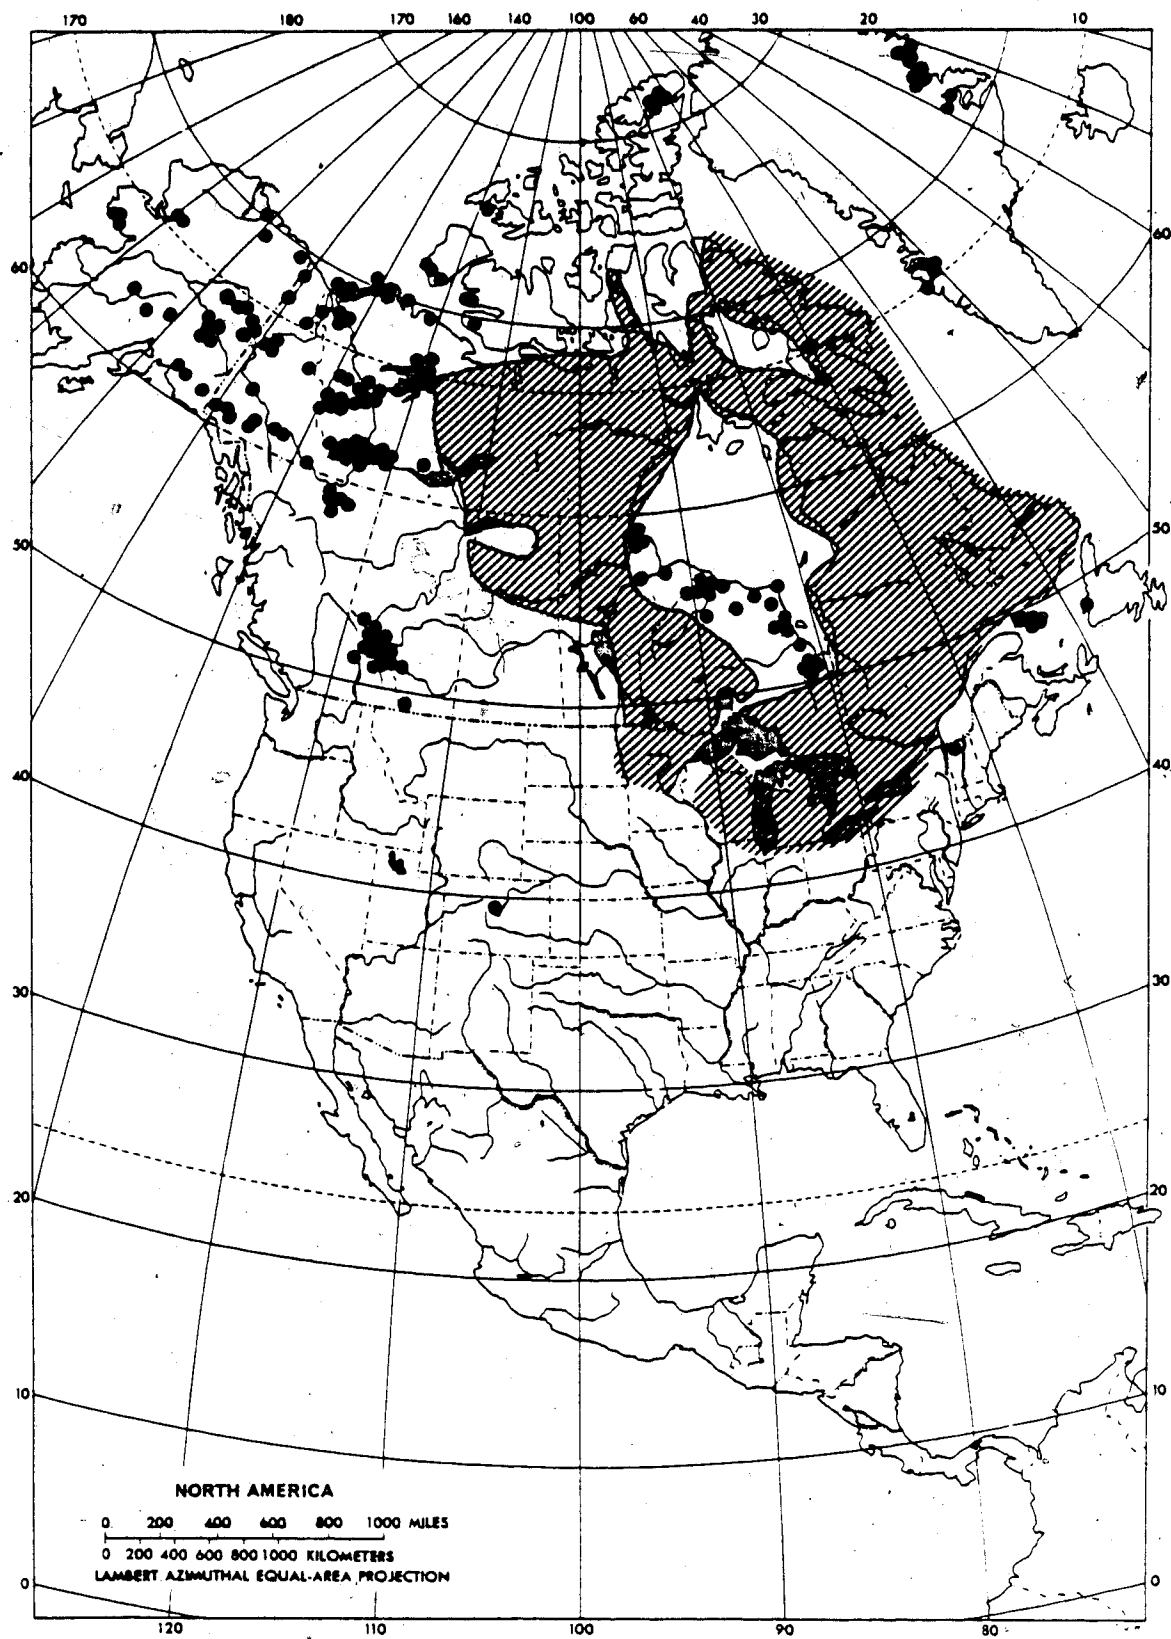 170 180 170 160 140 100 60 40 30 20 10
60 60
50 50
40 40
30 30
20 20
10 10
NORTH AMERICA
0 200 400 600 800 1000 MILES
0 200 400 600 800 1000 KILOMETERS
LAMBERT AZIMUTHAL EQUAL-AREA PROJECTION
0 0
120 110 100 90 80